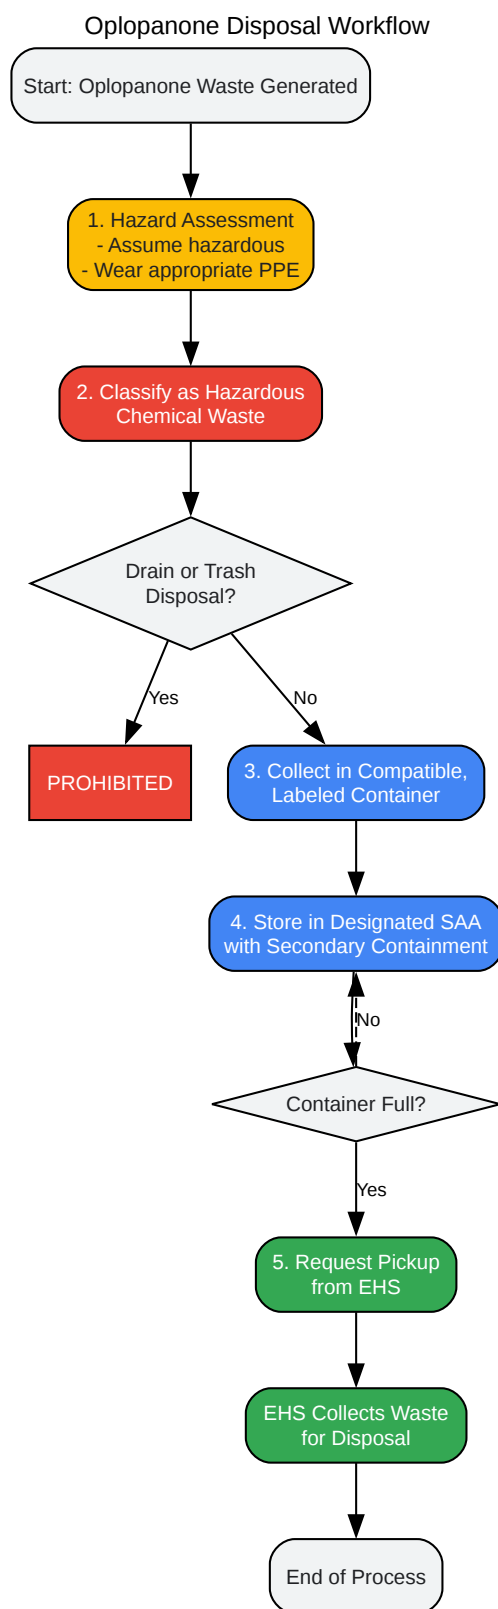 Oplopanone Disposal Workflow
Start: Oplopanone Waste Generated
1. Hazard Assessment
- Assume hazardous
- Wear appropriate PPE
2. Classify as Hazardous
Chemical Waste
Drain or Trash
Disposal?
Yes
No
PROHIBITED
3. Collect in Compatible,
Labeled Container
4. Store in Designated SAA
with Secondary Containment
No
Container Full?
Yes
5. Request Pickup
from EHS
EHS Collects Waste
for Disposal
End of Process